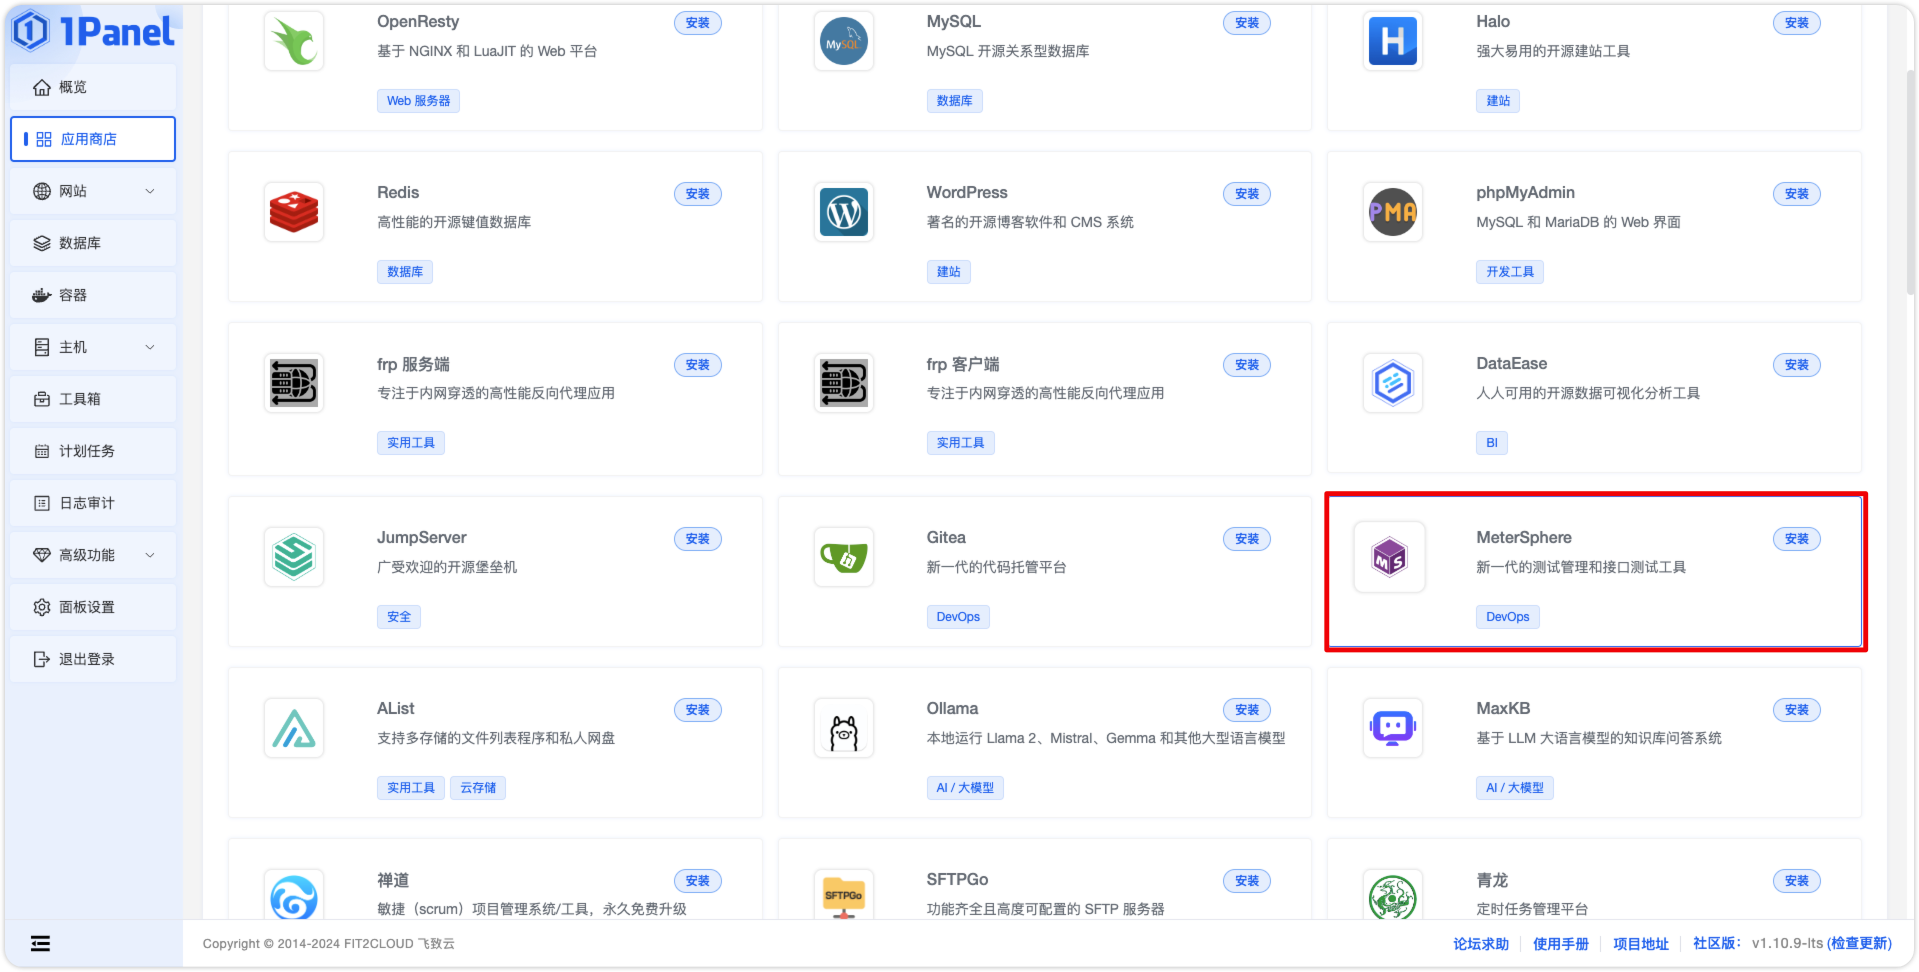 1Panel
概览
应用商店
网站
数据库
容器
主机
工具箱
计划任务
日志审计
高级功能
面板设置
退出登录
OpenResty
安装
基于 NGINX 和 LuaJIT 的 Web 平台
Web 服务器
MySQL
MySQL
安装
MySQL 开源关系型数据库
数据库
H
Halo
安装
强大易用的开源建站工具
建站
Redis
安装
高性能的开源键值数据库
数据库
W
WordPress
安装
著名的开源博客软件和 CMS 系统
建站
PMA
phpMyAdmin
安装
MySQL 和 MariaDB 的 Web 界面
开发工具
frp 服务端
安装
专注于内网穿透的高性能反向代理应用
实用工具
frp 客户端
安装
专注于内网穿透的高性能反向代理应用
实用工具
DataEase
安装
人人可用的开源数据可视化分析工具
BI
JumpServer
安装
广受欢迎的开源堡垒机
安全
Gitea
安装
新一代的代码托管平台
DevOps
MS
MeterSphere
安装
新一代的测试管理和接口测试工具
DevOps
AList
安装
支持多存储的文件列表程序和私人网盘
实用工具 云存储
Ollama
安装
本地运行 Llama 2、Mistral、Gemma 和其他大型语言模型
AI / 大模型
MaxKB
安装
基于 LLM 大语言模型的知识库问答系统
AI / 大模型
禅道
安装
敏捷（scrum）项目管理系统/工具，永久免费升级
SFTPGo
SFTPGo
安装
功能齐全且高度可配置的 SFTP 服务器
青龙
安装
定时任务管理平台
Copyright © 2014-2024 FIT2CLOUD 飞致云
论坛求助 使用手册 项目地址 社区版： v1.10.9-lts (检查更新)